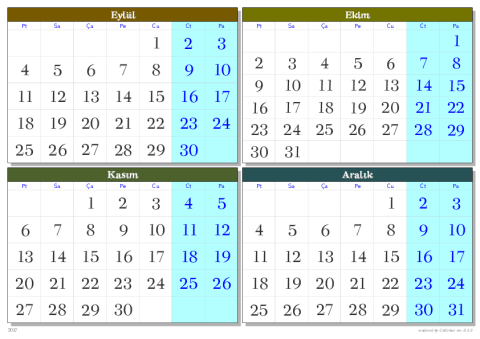 Eylül
Pt Sa Ça Pe Cu Ct Pa
1 2 3
4 5 6 7 8 9 10
11 12 13 14 15 16 17
18 19 20 21 22 23 24
25 26 27 28 29 30
Ekim
Pt Sa Ça Pe Cu Ct Pa
1
2 3 4 5 6 7 8
9 10 11 12 13 14 15
16 17 18 19 20 21 22
23 24 25 26 27 28 29
30 31
Kasım
Pt Sa Ça Pe Cu Ct Pa
1 2 3 4 5
6 7 8 9 10 11 12
13 14 15 16 17 18 19
20 21 22 23 24 25 26
27 28 29 30
Aralık
Pt Sa Ça Pe Cu Ct Pa
1 2 3
4 5 6 7 8 9 10
11 12 13 14 15 16 17
18 19 20 21 22 23 24
25 26 27 28 29 30 31